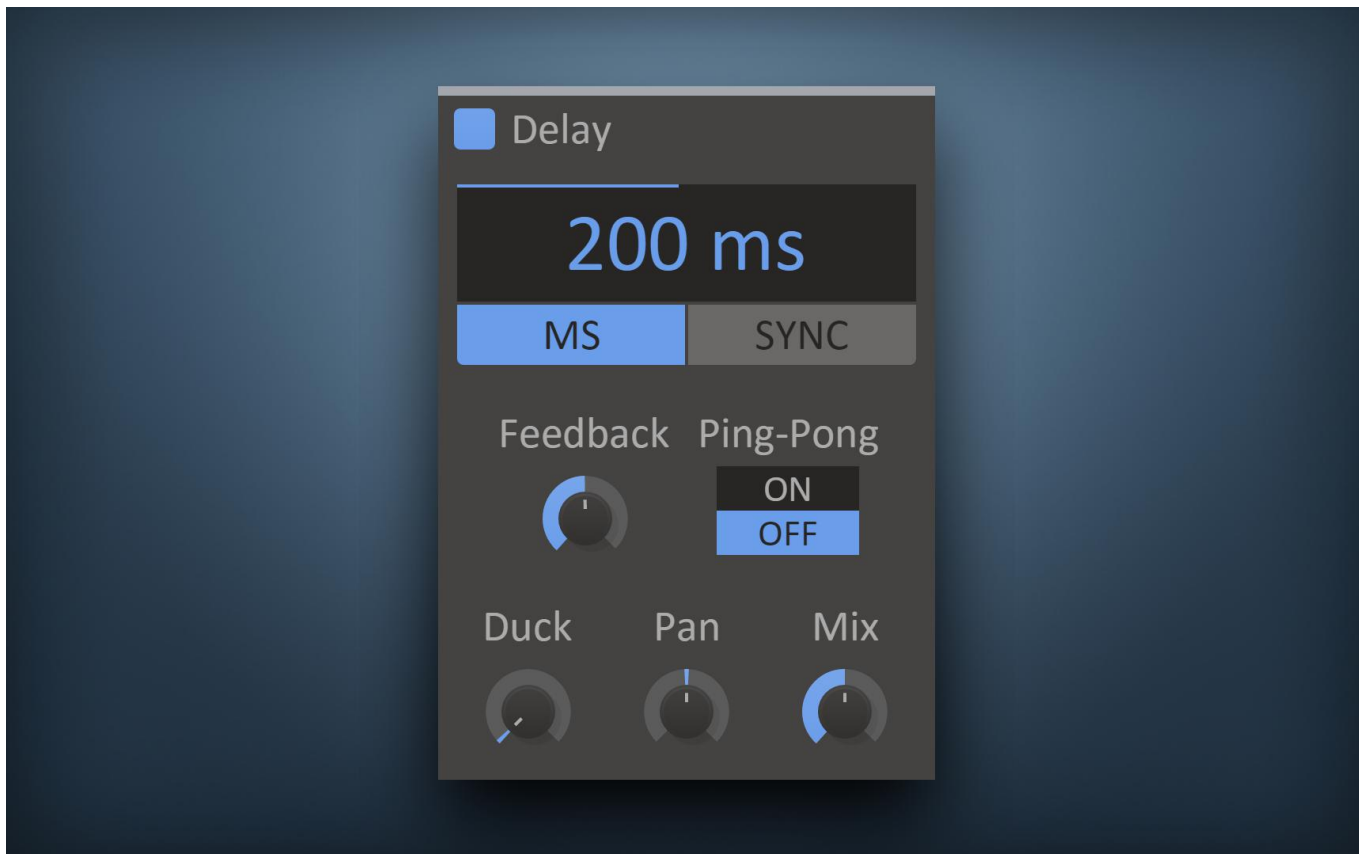 Delay
200 ms
MS SYNC
Feedback Ping-Pong
ON
OFF
Duck Pan Mix